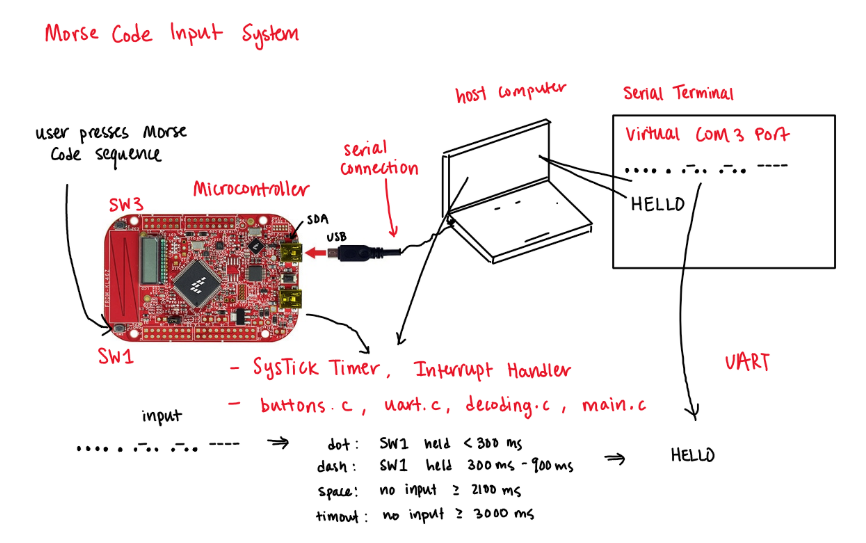 Morse Code Input System
host computer
Serial Terminal
user presses Morse
Code sequence
serial
connection
Virtual COM 3 Port
..... . .-.. .-.. ----
HELLO
Microcontroller
SW3
SDA
USB
SW1
UART
- SysTick Timer, Interrupt Handler
- buttons.c, uart.c, decoding.c, main.c
input
.... . .-.. .-.. ----
dot: SW1 held < 300 ms
dash: SW1 held 300 ms - 900 ms
space: no input ≥ 2100 ms
timout: no input ≥ 3000 ms
HELLO